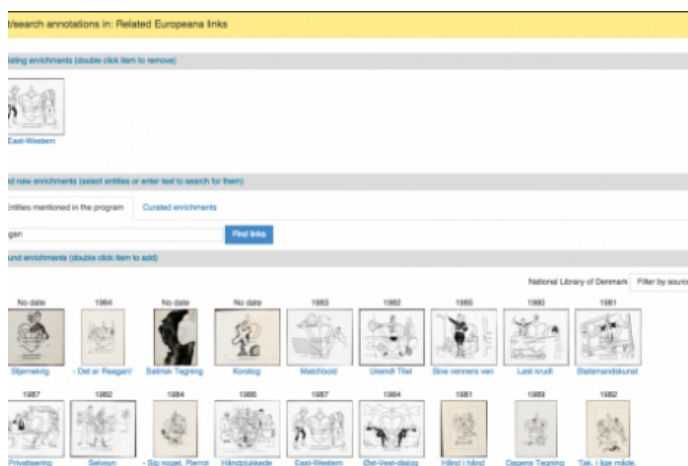 t/search annotations in: Related Europeana links
isting enrichments (double click item to remove)
East-Western
d new enrichments (select entities or enter text to search for them)
Entities mentioned in the program Curated enrichments
gan Find links
und enrichments (double click item to add)
National Library of Denmark Filter by source
No date 1984 No date No date 1983 1982 1985 1980 1981
Stjernekrig - Det er Reagan! Satirisk Tegning Korstog Matchbold Ukendt Titel Sine venners ven Løst krudt Statsmandskunst
1987 1982 1984 1986 1987 1984 1981 1989 1982
Privatisering Selvsyn - Sig noget, Pierrot Håndplukkede East-Western Øst-Vest-dialog Hånd i hånd Dagens Tegning Tak, i lige måde.